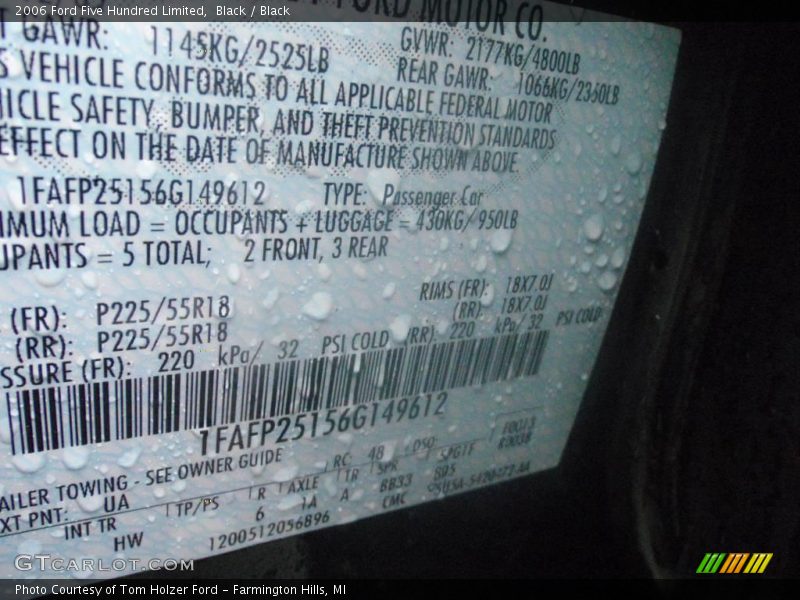 2006 Ford Five Hundred Limited, Black / Black
FORD MOTOR CO.
GAWR: 1145KG/2525LB GVWR: 2177KG/4800LB
REAR GAWR: 1066KG/2350LB
VEHICLE CONFORMS TO ALL APPLICABLE FEDERAL MOTOR
ICLE SAFETY, BUMPER, AND THEFT PREVENTION STANDARDS
EFFECT ON THE DATE OF MANUFACTURE SHOWN ABOVE.
1FAFP25156G149612 TYPE: Passenger Car
IMUM LOAD = OCCUPANTS + LUGGAGE = 430KG/950LB
UPANTS = 5 TOTAL; 2 FRONT, 3 REAR
(FR): P225/55R18 RIMS (FR): 18X7.0J
(RR): P225/55R18 (RR): 18X7.0J
SSURE (FR): 220 kPa/ 32 PSI COLD (RR): 220 kPa/ 32 PSI COLD
1FAFP25156G149612
AILER TOWING - SEE OWNER GUIDE RC: 48 DSO: F0013
XT PNT: UA TP/PS R AXLE TR SPR R0038
INT TR 6 1A A BB33 805
HW 1200512056896 CMC
GTCARLOT.COM
Photo Courtesy of Tom Holzer Ford - Farmington Hills, MI